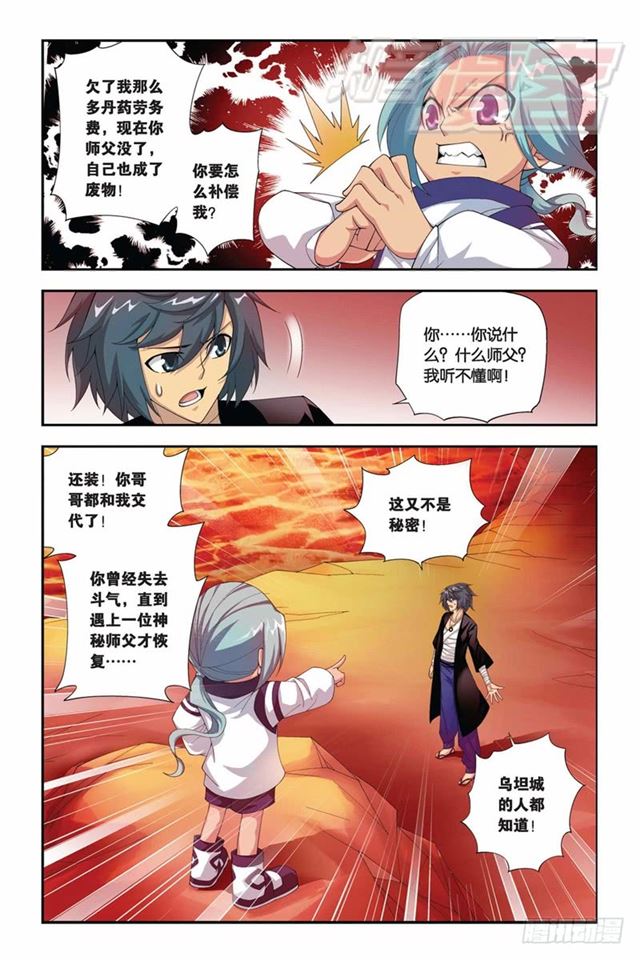 欠了我那么
多丹药劳务
费，现在你
师父没了，
自己也成了
废物！
你要怎
么补偿
我？
你……你说什
么？什么师父？
我听不懂啊！
还装！你哥
哥都和我交
代了！
这又不是
秘密！
你曾经失去
斗气，直到
遇上一位神
秘师父才恢
复……
乌坦城
的人都
知道！
腾讯动漫